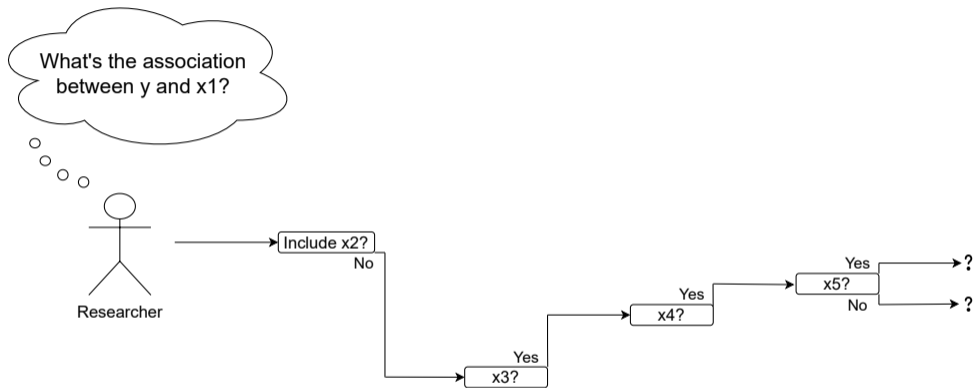 What's the association
between y and x1?
Researcher
Include x2?
No
Yes
x3?
Yes
x4?
Yes
x5?
No
?
?